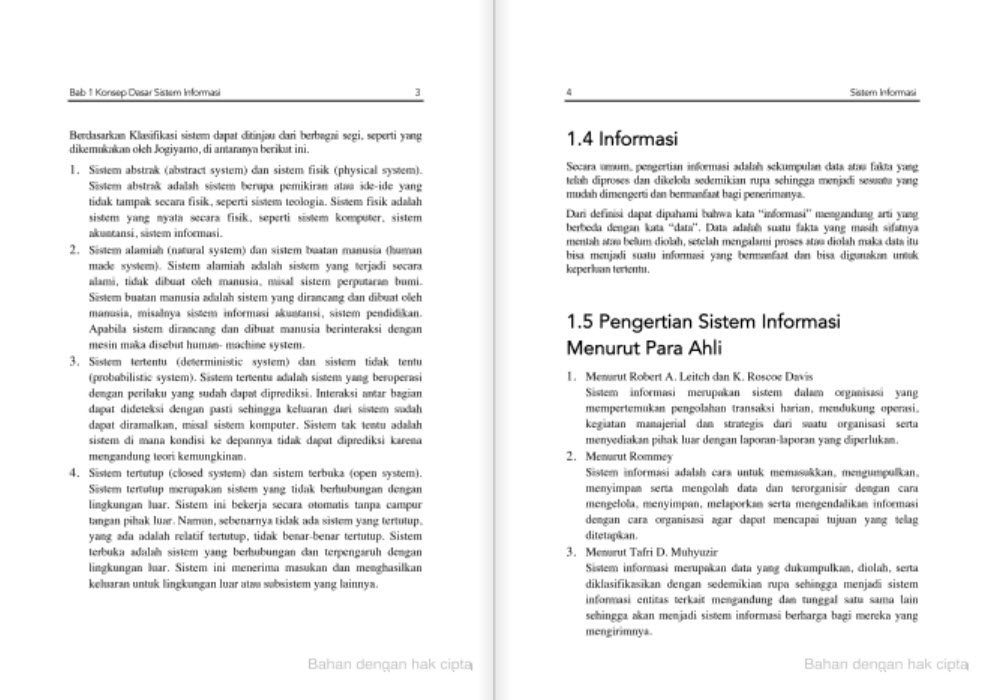 Bab 1 Konsep Dasar Sistem Informasi 3
Berdasarkan Klasifikasi sistem dapat ditinjau dari berbagai segi, seperti yang
dikemukakan oleh Jogiyanto, di antaranya berikut ini.
1. Sistem abstrak (abstract system) dan sistem fisik (physical system).
Sistem abstrak adalah sistem berupa pemikiran atau ide-ide yang
tidak tampak secara fisik, seperti sistem teologia. Sistem fisik adalah
sistem yang nyata secara fisik, seperti sistem komputer, sistem
akuntansi, sistem informasi.
2. Sistem alamiah (natural system) dan sistem buatan manusia (human
made system). Sistem alamiah adalah sistem yang terjadi secara
alami, tidak dibuat oleh manusia, misal sistem perputaran bumi.
Sistem buatan manusia adalah sistem yang dirancang dan dibuat oleh
manusia, misalnya sistem informasi akuntansi, sistem pendidikan.
Apabila sistem dirancang dan dibuat manusia berinteraksi dengan
mesin maka disebut human- machine system.
3. Sistem tertentu (deterministic system) dan sistem tidak tentu
(probabilistic system). Sistem tertentu adalah sistem yang beroperasi
dengan perilaku yang sudah dapat diprediksi. Interaksi antar bagian
dapat dideteksi dengan pasti sehingga keluaran dari sistem sudah
dapat diramalkan, misal sistem komputer. Sistem tak tentu adalah
sistem di mana kondisi ke depannya tidak dapat diprediksi karena
mengandung teori kemungkinan.
4. Sistem tertutup (closed system) dan sistem terbuka (open system).
Sistem tertutup merupakan sistem yang tidak berhubungan dengan
lingkungan luar. Sistem ini bekerja secara otomatis tanpa campur
tangan pihak luar. Namun, sebenarnya tidak ada sistem yang tertutup,
yang ada adalah relatif tertutup, tidak benar-benar tertutup. Sistem
terbuka adalah sistem yang berhubungan dan terpengaruh dengan
lingkungan luar. Sistem ini menerima masukan dan menghasilkan
keluaran untuk lingkungan luar atau subsistem yang lainnya.
Bahan dengan hak cipta
4 Sistem Informasi
1.4 Informasi
Secara umum, pengertian informasi adalah sekumpulan data atau fakta yang
telah diproses dan dikelola sedemikian rupa sehingga menjadi sesuatu yang
mudah dimengerti dan bermanfaat bagi penerimanya.
Dari definisi dapat dipahami bahwa kata "informasi" mengandung arti yang
berbeda dengan kata "data". Data adalah suatu fakta yang masih sifatnya
mentah atau belum diolah, setelah mengalami proses atau diolah maka data itu
bisa menjadi suatu informasi yang bermanfaat dan bisa digunakan untuk
keperluan tertentu.
1.5 Pengertian Sistem Informasi
Menurut Para Ahli
1. Menurut Robert A. Leitch dan K. Roscoe Davis
Sistem informasi merupakan sistem dalam organisasi yang
mempertemukan pengolahan transaksi harian, mendukung operasi,
kegiatan manajerial dan strategis dari suatu organisasi serta
menyediakan pihak luar dengan laporan-laporan yang diperlukan.
2. Menurut Rommey
Sistem informasi adalah cara untuk memasukkan, mengumpulkan,
menyimpan serta mengolah data dan terorganisir dengan cara
mengelola, menyimpan, melaporkan serta mengendalikan informasi
dengan cara organisasi agar dapat mencapai tujuan yang telag
ditetapkan.
3. Menurut Tafri D. Muhyuzir
Sistem informasi merupakan data yang dukumpulkan, diolah, serta
diklasifikasikan dengan sedemikian rupa sehingga menjadi sistem
informasi entitas terkait mengandung dan tunggal satu sama lain
sehingga akan menjadi sistem informasi berharga bagi mereka yang
mengirimnya.
Bahan dengan hak cipta